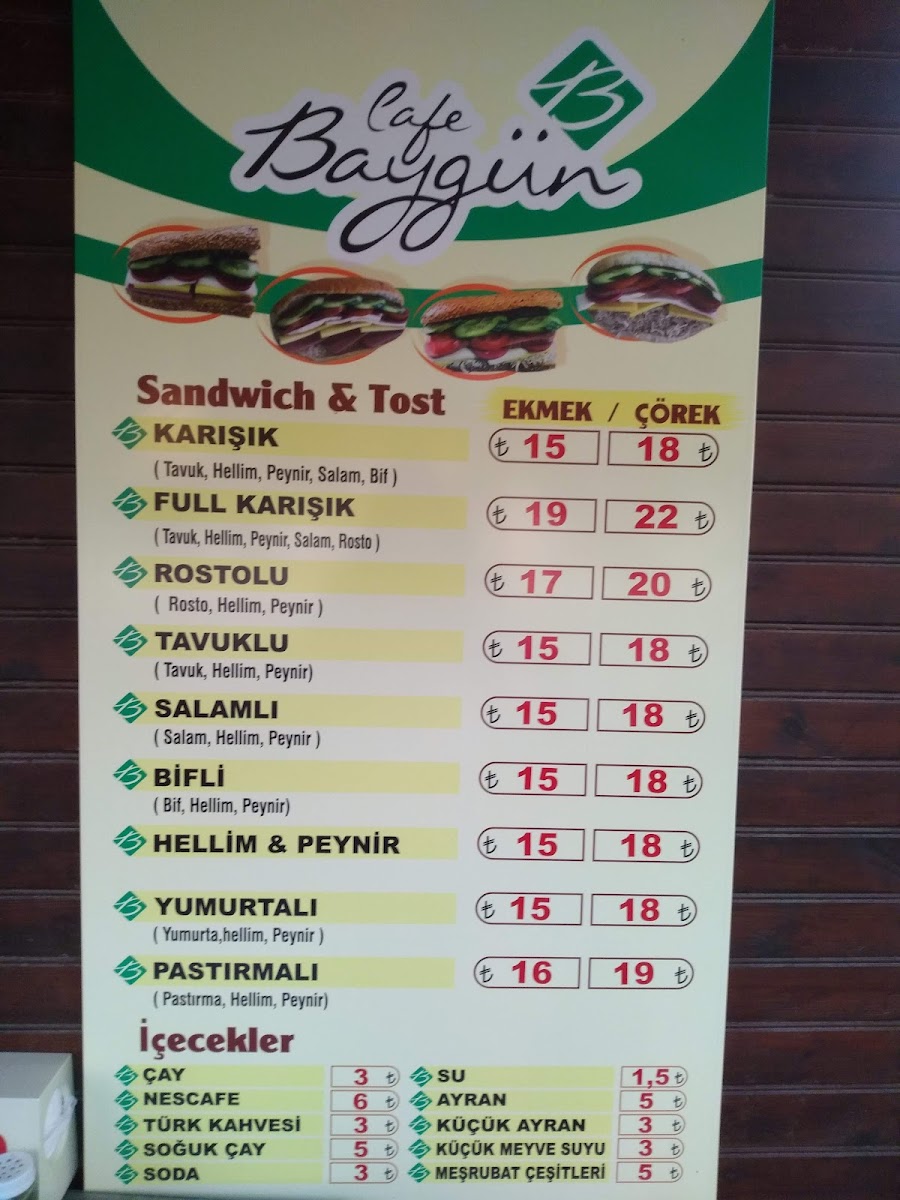 Cafe
Baygün
B
Sandwich & Tost
EKMEK / ÇÖREK
KARIŞIK ₺ 15 18 ₺
( Tavuk, Hellim, Peynir, Salam, Bif )
FULL KARIŞIK ₺ 19 22 ₺
( Tavuk, Hellim, Peynir, Salam, Rosto )
ROSTOLU ₺ 17 20 ₺
( Rosto, Hellim, Peynir )
TAVUKLU ₺ 15 18 ₺
( Tavuk, Hellim, Peynir)
SALAMLI ₺ 15 18 ₺
( Salam, Hellim, Peynir )
BİFLİ ₺ 15 18 ₺
( Bif, Hellim, Peynir)
HELLİM & PEYNİR ₺ 15 18 ₺
YUMURTALI ₺ 15 18 ₺
( Yumurta,hellim, Peynir )
PASTIRMALI ₺ 16 19 ₺
( Pastırma, Hellim, Peynir)
İçecekler
ÇAY 3 ₺ SU 1,5 ₺
NESCAFE 6 ₺ AYRAN 5 ₺
TÜRK KAHVESİ 3 ₺ KÜÇÜK AYRAN 3 ₺
SOĞUK ÇAY 5 ₺ KÜÇÜK MEYVE SUYU 3 ₺
SODA 3 ₺ MEŞRUBAT ÇEŞİTLERİ 5 ₺